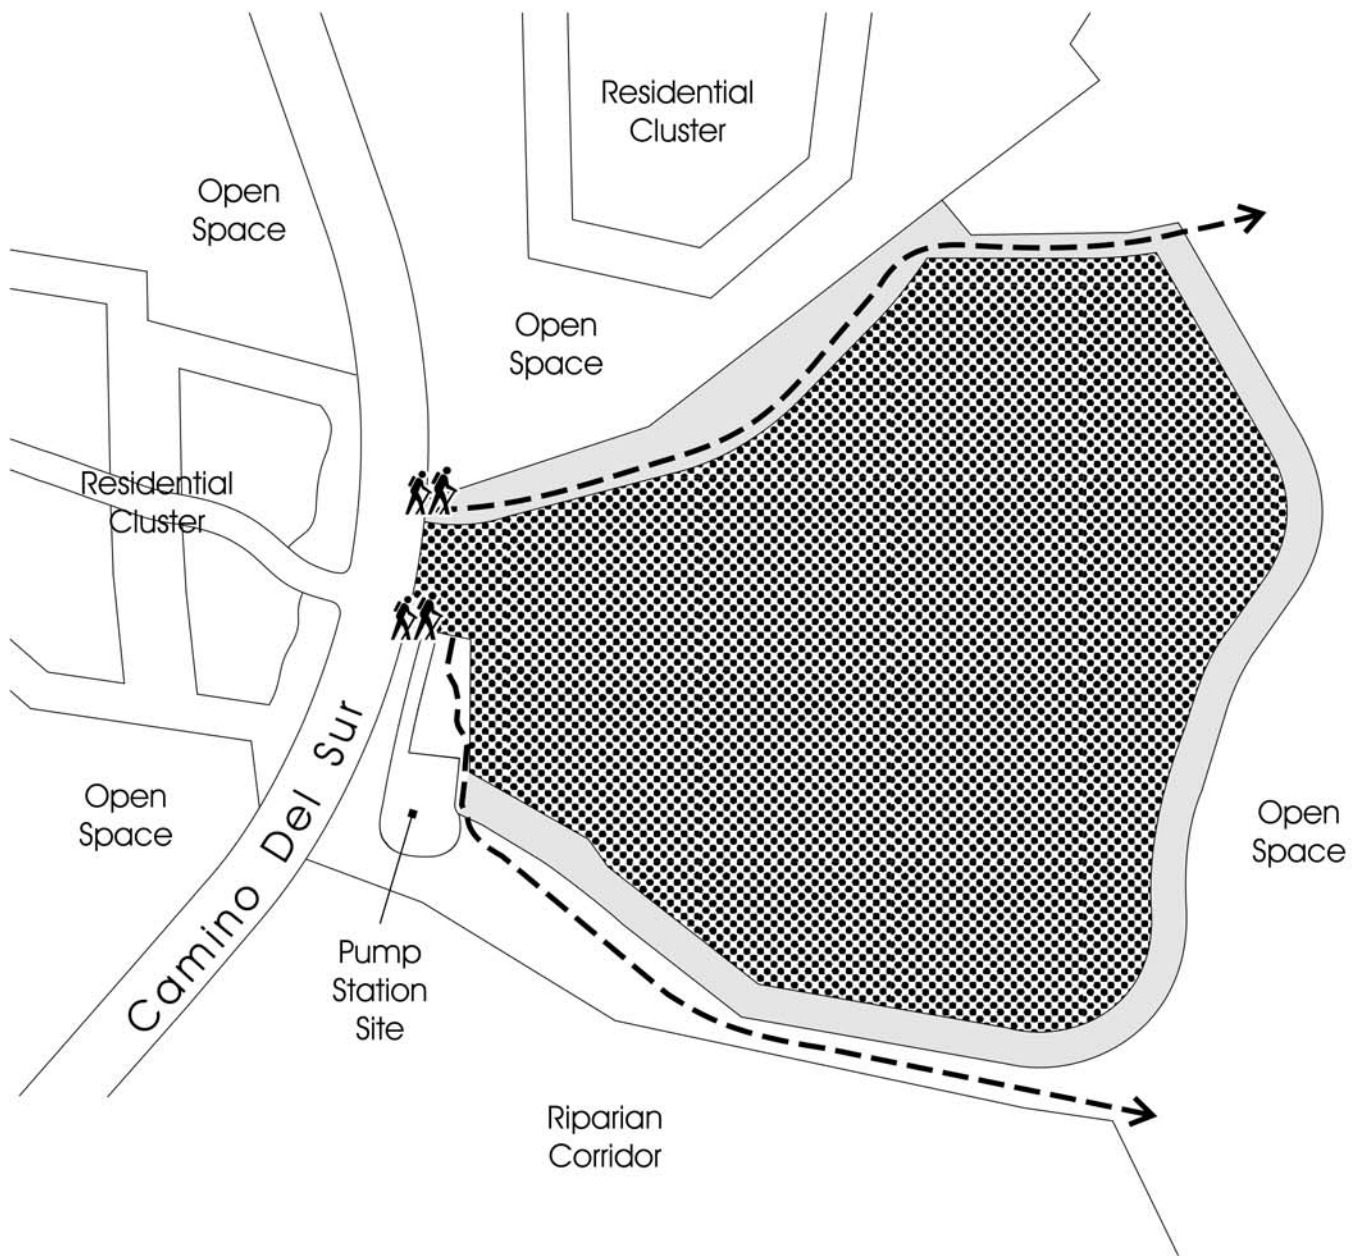 Residential
Cluster
Open
Space
Open
Space
Residential
Cluster
Camino Del Sur
Open
Space
Open
Space
Pump
Station
Site
Riparian
Corridor